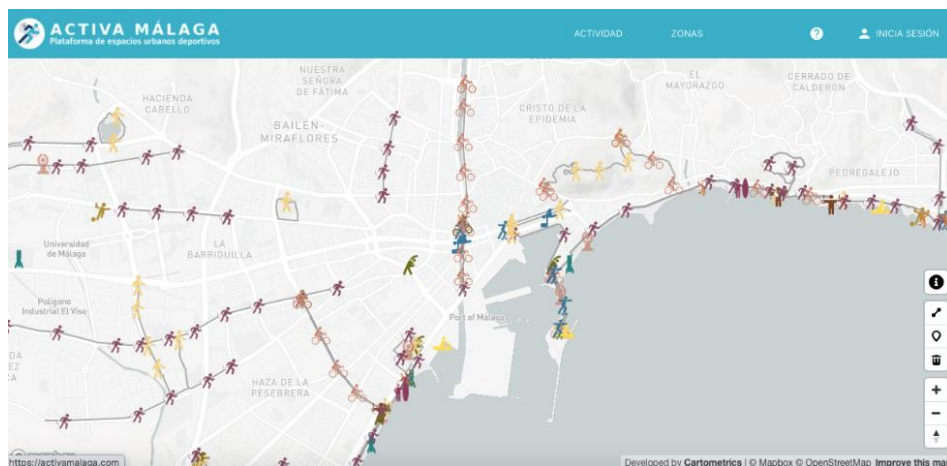 ACTIVA MÁLAGA
Plataforma de espacios urbanos deportivos
ACTIVIDAD
ZONAS
?
INICIA SESIÓN
NUESTRA
SEÑORA
DE FÁTIMA
EL
MAYORAZGO
CERRADO DE
CALDERON
HACIENDA
CABELLO
CRISTO DE LA
EPIDEMIA
BAILÉN-
MIRAFLORES
PEDREGALEJO
Universidad
de Málaga
LA
BARRIGUILLA
Polígono
Industrial El Viso
Port of Málaga
HAZA DE LA
PESEBRERA
https://activamalaga.com
Developed by Cartometrics | © Mapbox © OpenStreetMap Improve this ma